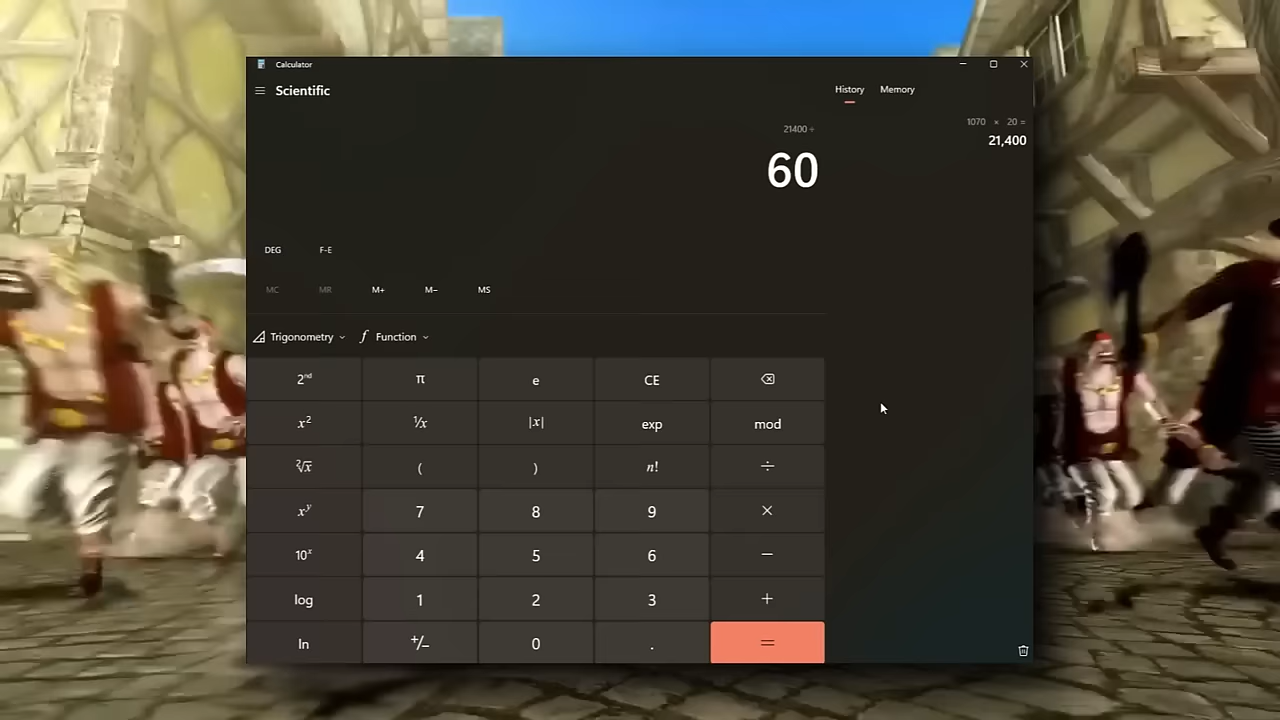 Calculator
Scientific
History Memory
1070 × 20 =
21,400
21400 ÷
60
DEG F-E
MC MR M+ M− MS
Trigonometry f Function
2ⁿᵈ π e CE
x² ¹/x |x| exp mod
²√x ( ) n! ÷
xʸ 7 8 9 ×
10ˣ 4 5 6 −
log 1 2 3 +
ln +/− 0 . =